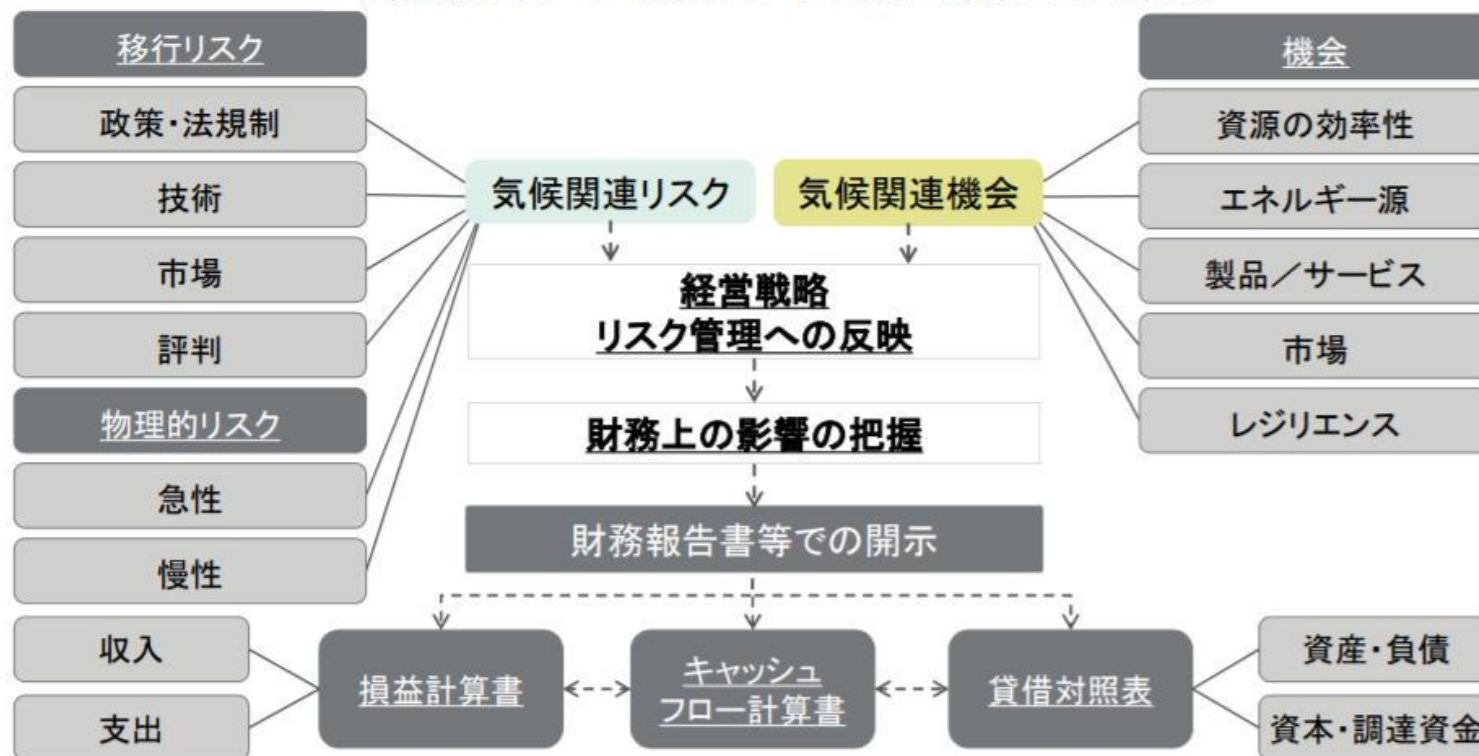 移行リスク
政策・法規制
技術
市場
評判
物理的リスク
急性
慢性
気候関連リスク
気候関連機会
経営戦略
リスク管理への反映
財務上の影響の把握
財務報告書等での開示
機会
資源の効率性
エネルギー源
製品／サービス
市場
レジリエンス
収入
支出
損益計算書
キャッシュ
フロー計算書
貸借対照表
資産・負債
資本・調達資金